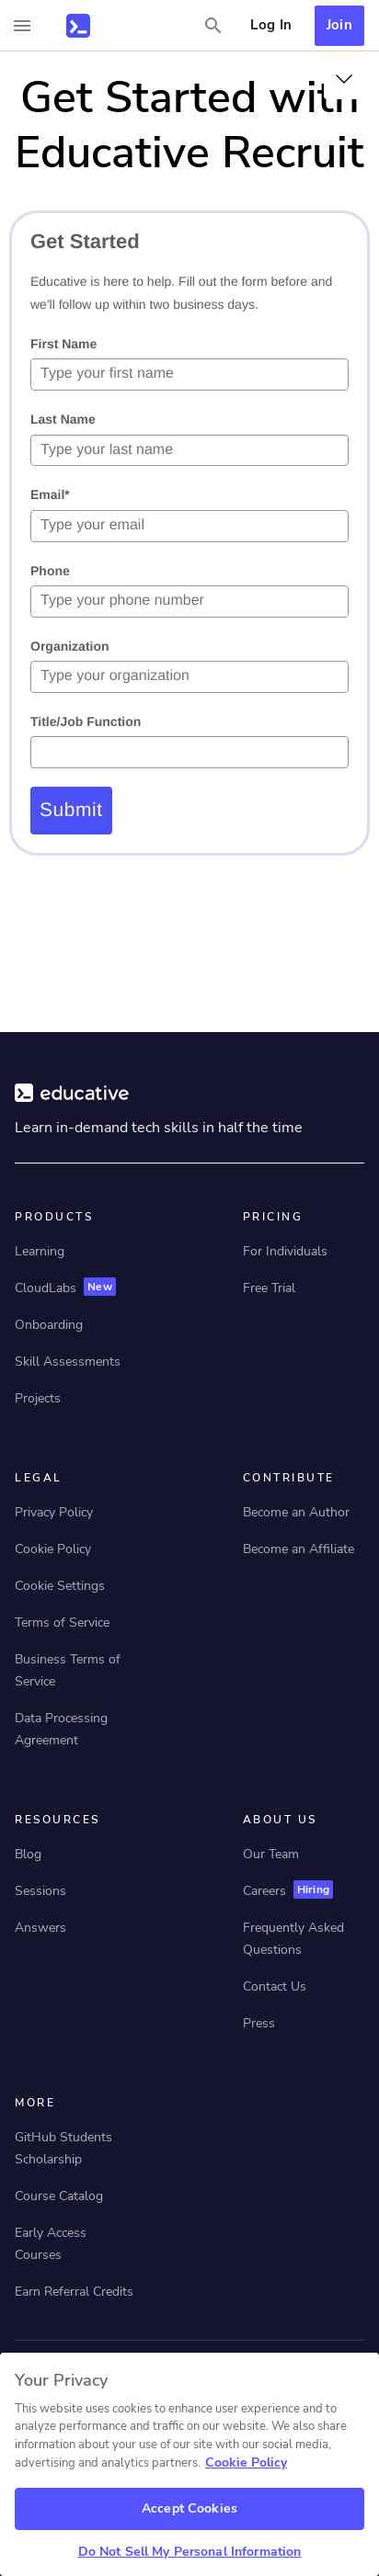 Log In
Join
Get Started with
Educative Recruit
Get Started
Educative is here to help. Fill out the form before and
we'll follow up within two business days.
First Name
Type your first name
Last Name
Type your last name
Email*
Type your email
Phone
Type your phone number
Organization
Type your organization
Title/Job Function
Submit
educative
Learn in-demand tech skills in half the time
PRODUCTS
Learning
CloudLabs New
Onboarding
Skill Assessments
Projects
PRICING
For Individuals
Free Trial
LEGAL
Privacy Policy
Cookie Policy
Cookie Settings
Terms of Service
Business Terms of
Service
Data Processing
Agreement
CONTRIBUTE
Become an Author
Become an Affiliate
RESOURCES
Blog
Sessions
Answers
ABOUT US
Our Team
Careers Hiring
Frequently Asked
Questions
Contact Us
Press
MORE
GitHub Students
Scholarship
Course Catalog
Early Access
Courses
Earn Referral Credits
Your Privacy
This website uses cookies to enhance user experience and to
analyze performance and traffic on our website. We also share
information about your use of our site with our social media,
advertising and analytics partners. Cookie Policy
Accept Cookies
Do Not Sell My Personal Information